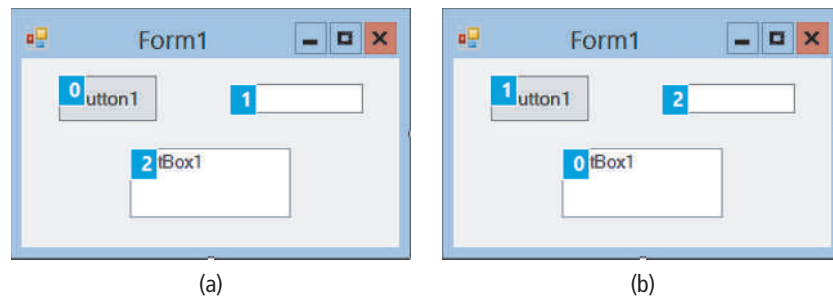 Form1
0 utton1
1
2 tBox1
(a)
Form1
1 utton1
2
0 tBox1
(b)